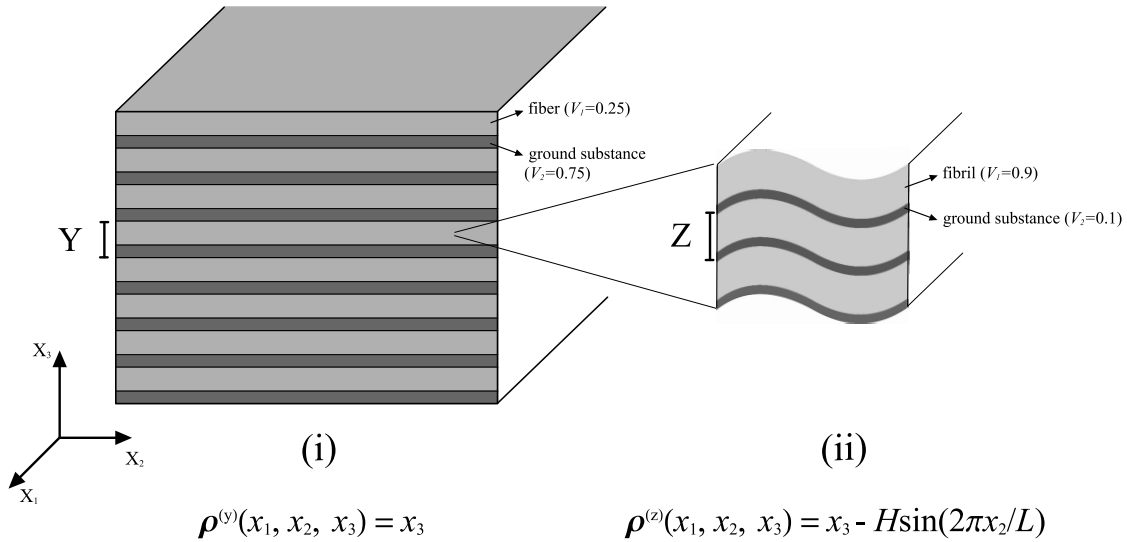 fiber (V₁=0.25)
ground substance
(V₂=0.75)
fibril (V₁=0.9)
ground substance (V₂=0.1)
Y
Z
X₃
X₂
X₁
(i)
(ii)
ρ⁽ʸ⁾(x₁, x₂, x₃) = x₃
ρ⁽ᶻ⁾(x₁, x₂, x₃) = x₃ - Hsin(2πx₂/L)